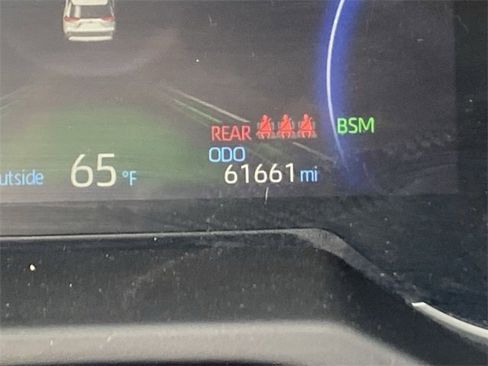 REAR BSM
ODO
utside 65°F 61661 mi